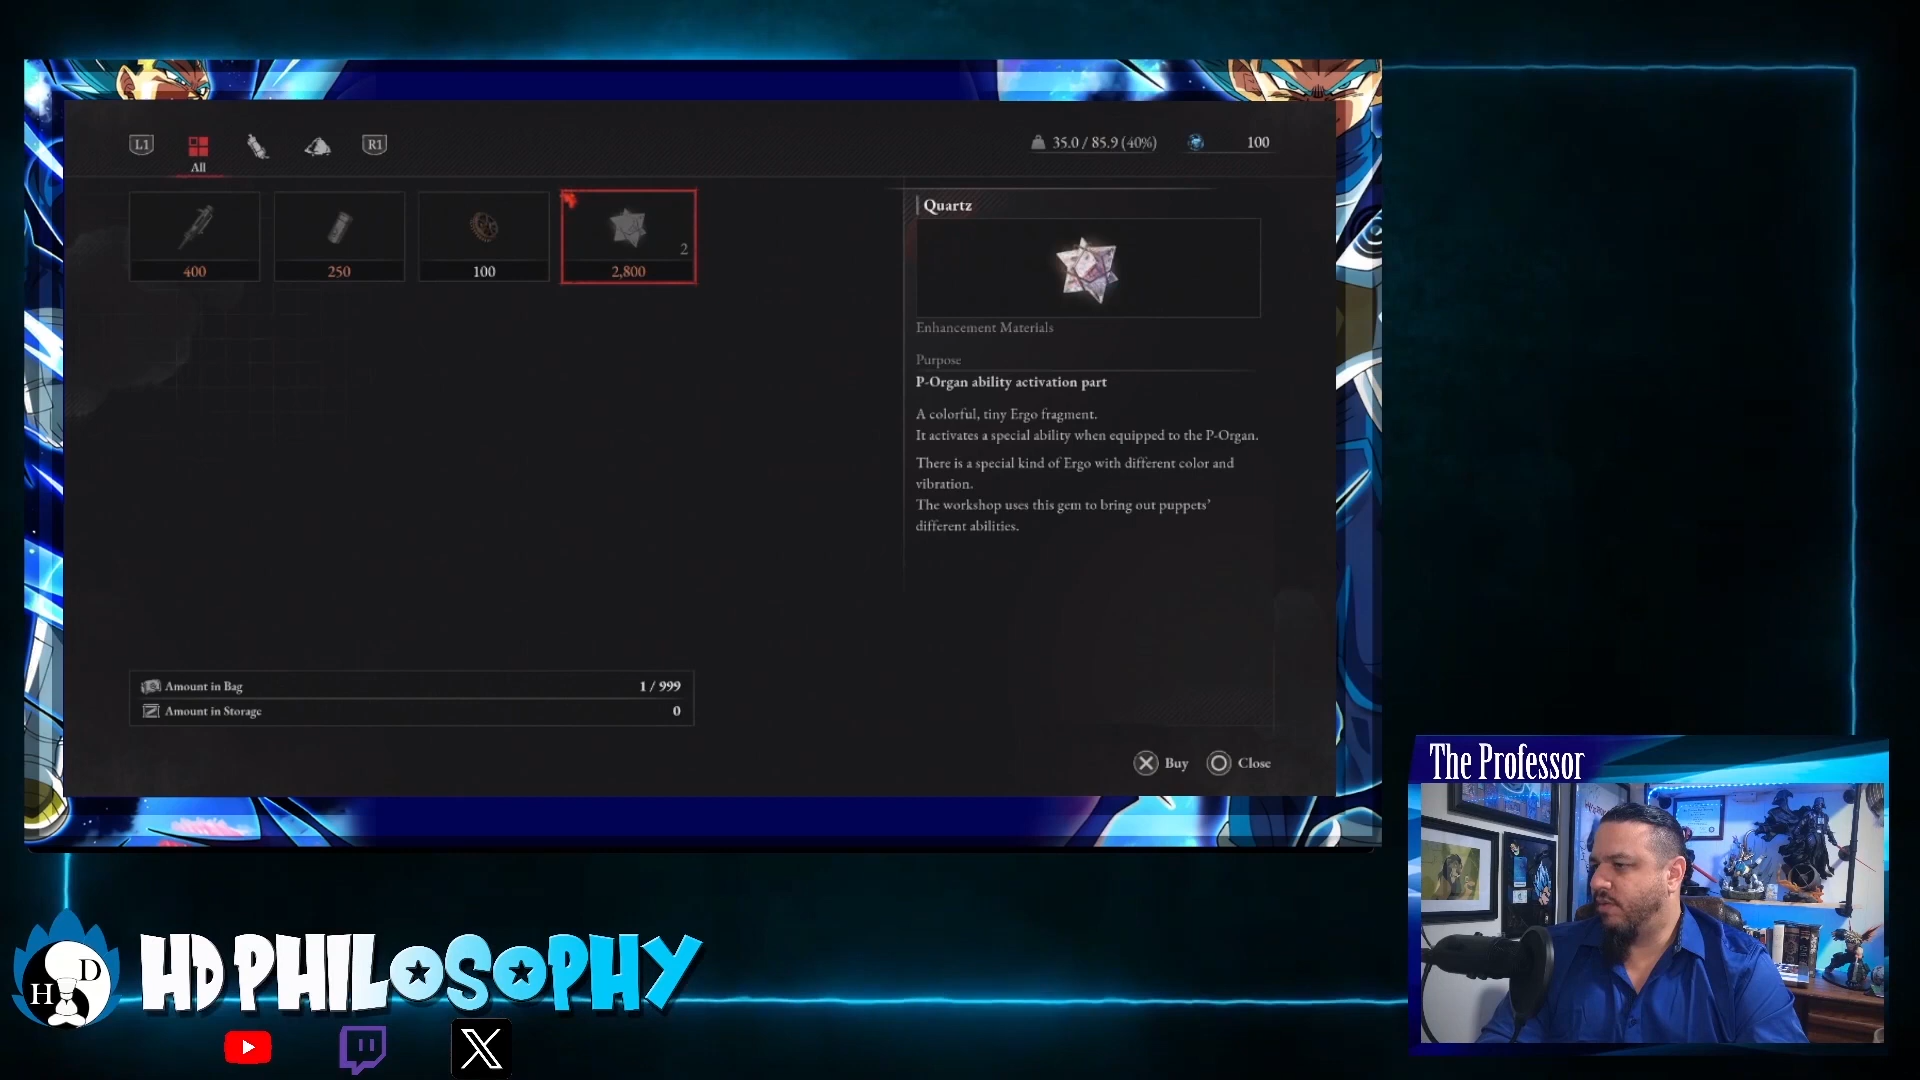 L1
All
R1
35.0 / 85.9 (40%)
100
400
250
100
2
2,800
Quartz
Enhancement Materials
Purpose
P-Organ ability activation part
A colorful, tiny Ergo fragment.
It activates a special ability when equipped to the P-Organ.
There is a special kind of Ergo with different color and
vibration.
The workshop uses this gem to bring out puppets'
different abilities.
Amount in Bag 1 / 999
Amount in Storage 0
Buy
Close
The Professor
H D
HD PHILOSOPHY